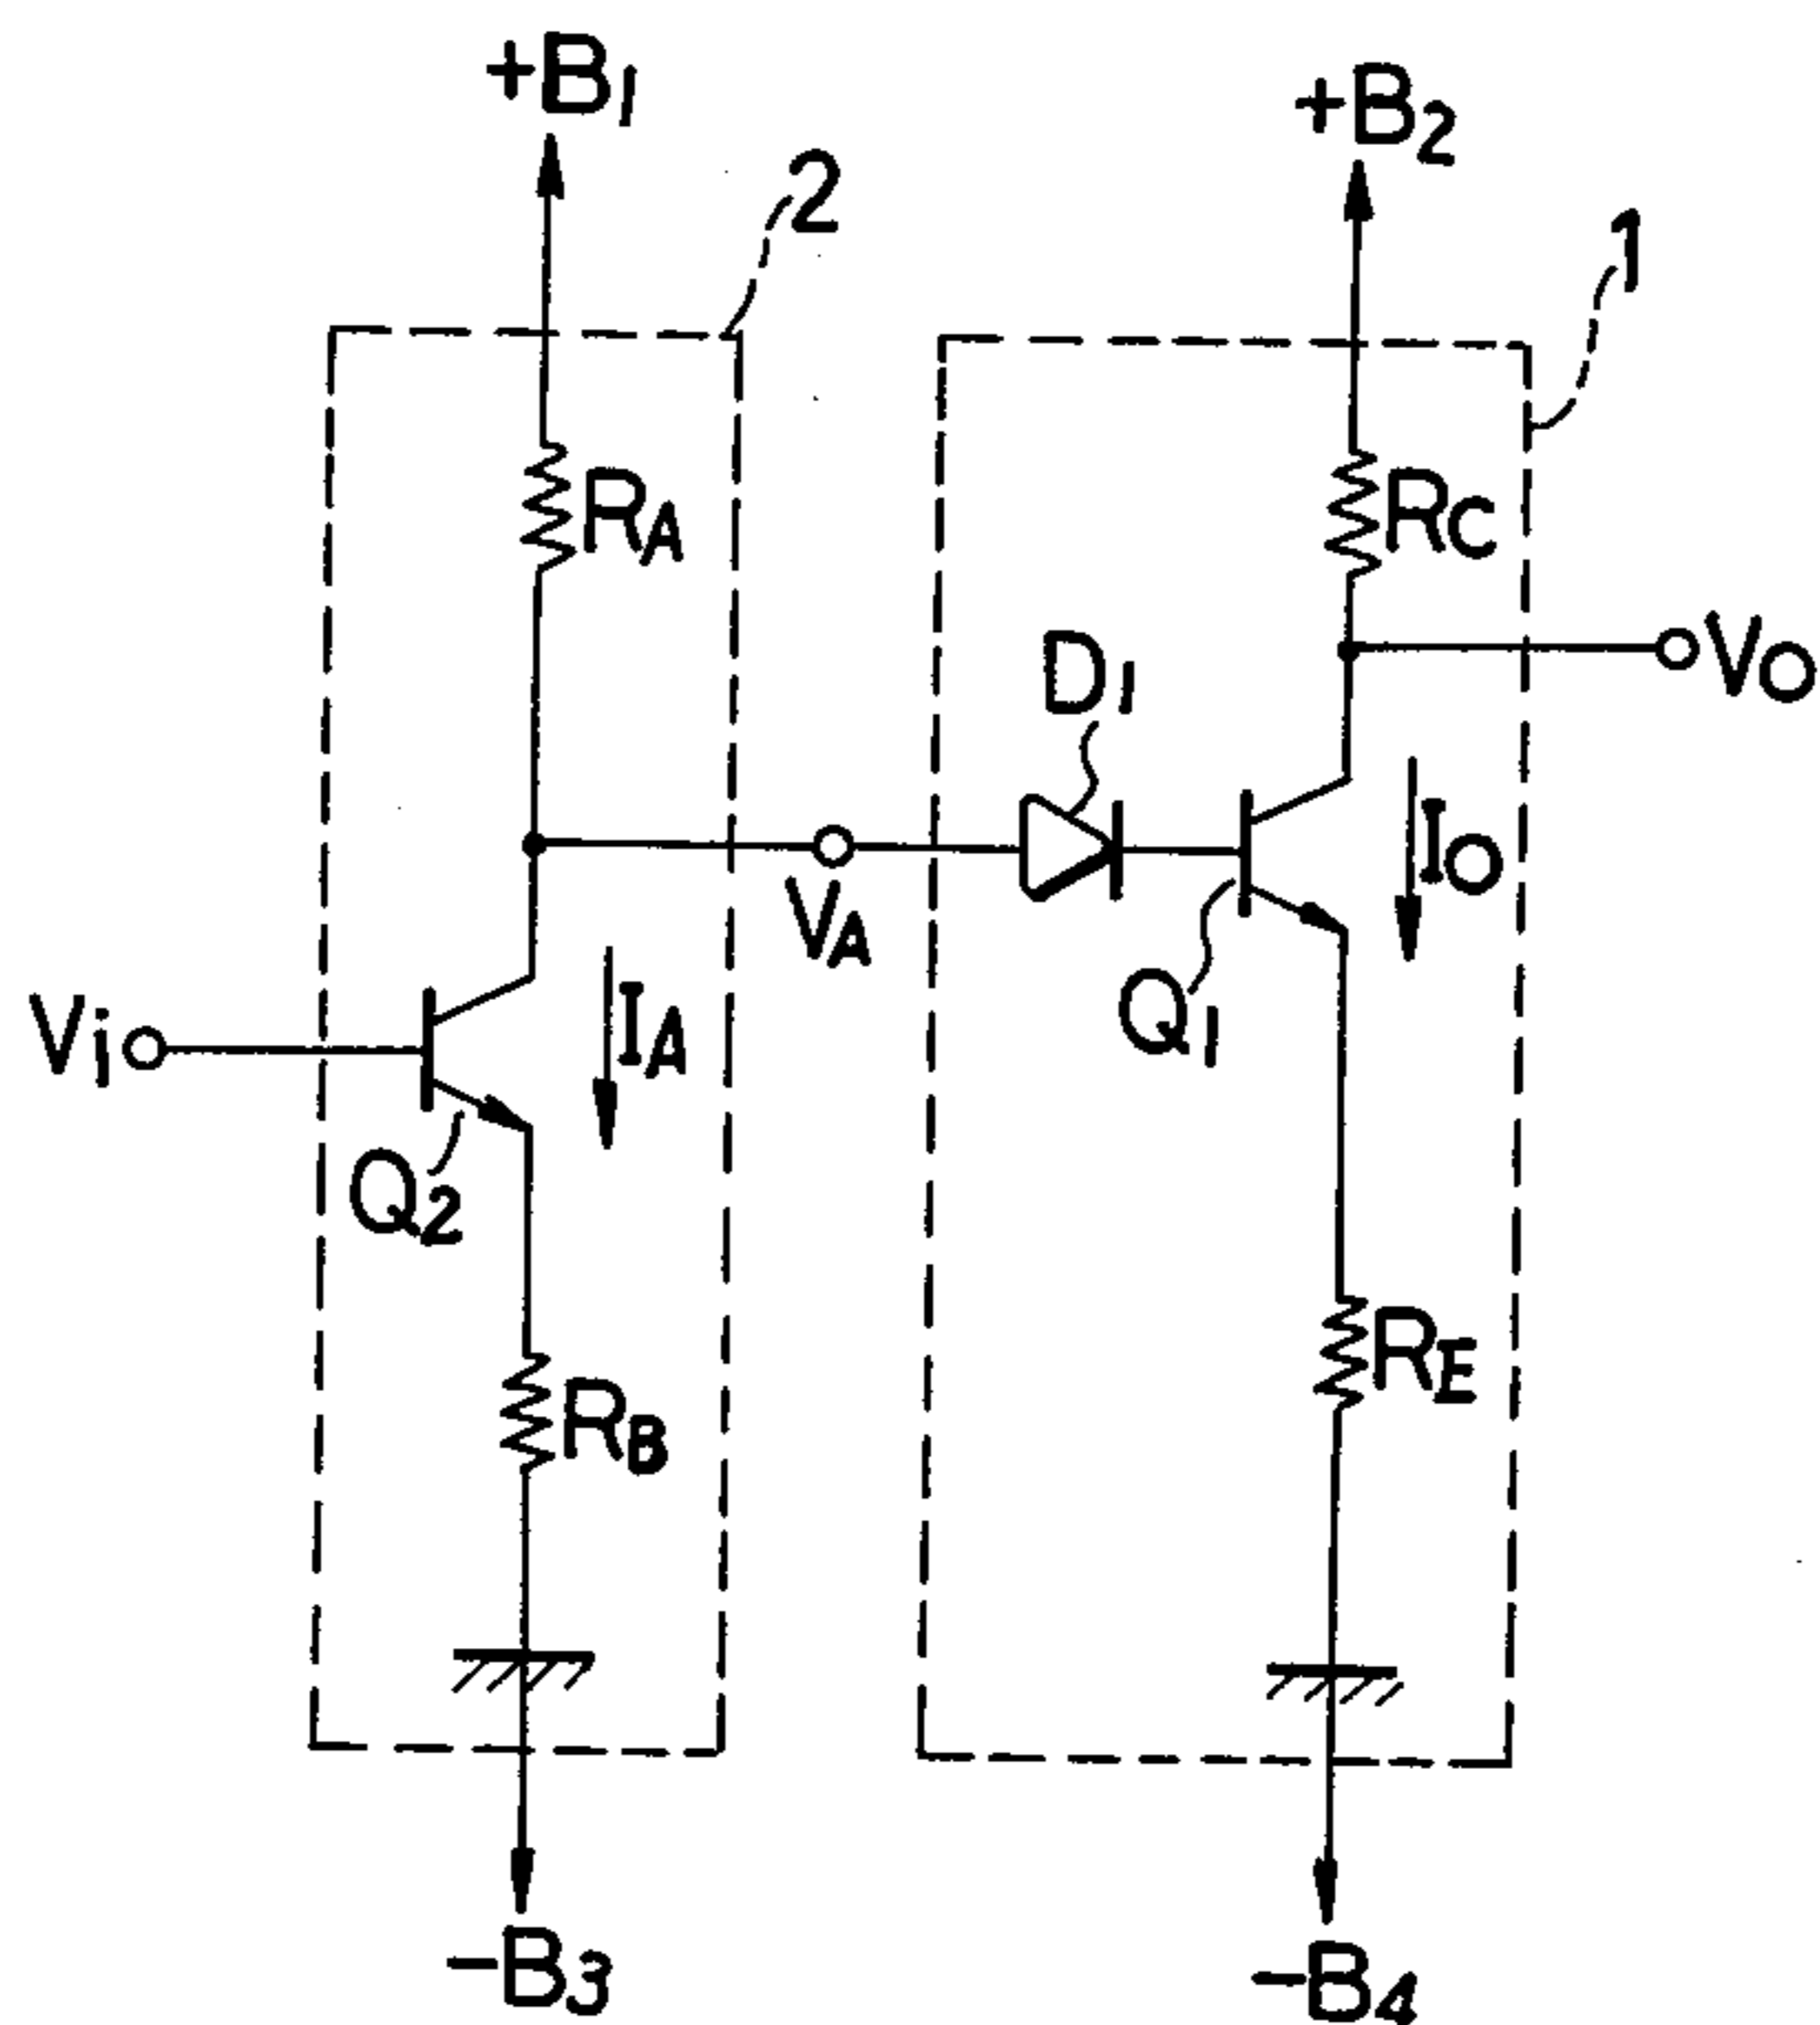 +B1
+B2
2
1
RA
RC
D1
VO
VA
IO
Vi
IA
Q1
Q2
RE
RB
-B3
-B4